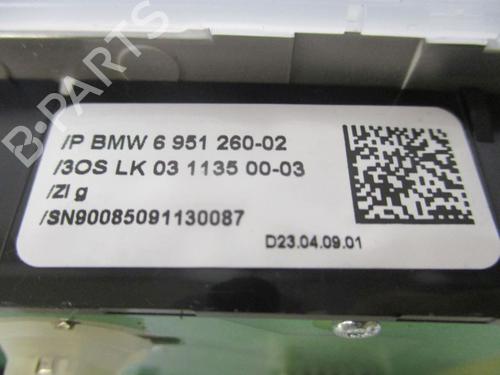 B-PARTS
/P BMW 6 951 260-02
/3OS LK 03 1135 00-03
/ZI g
/SN90085091130087
D23.04.09.01